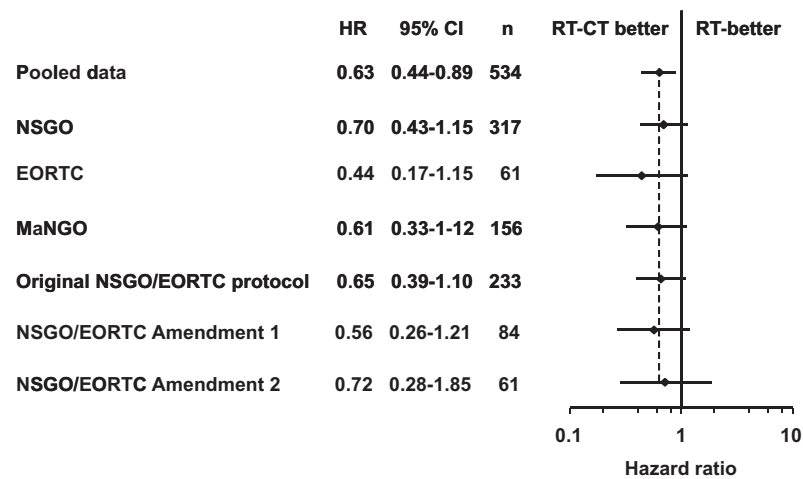 HR 95% CI n RT-CT better RT-better
Pooled data 0.63 0.44-0.89 534
NSGO 0.70 0.43-1.15 317
EORTC 0.44 0.17-1.15 61
MaNGO 0.61 0.33-1-12 156
Original NSGO/EORTC protocol 0.65 0.39-1.10 233
NSGO/EORTC Amendment 1 0.56 0.26-1.21 84
NSGO/EORTC Amendment 2 0.72 0.28-1.85 61
0.1 1 10
Hazard ratio